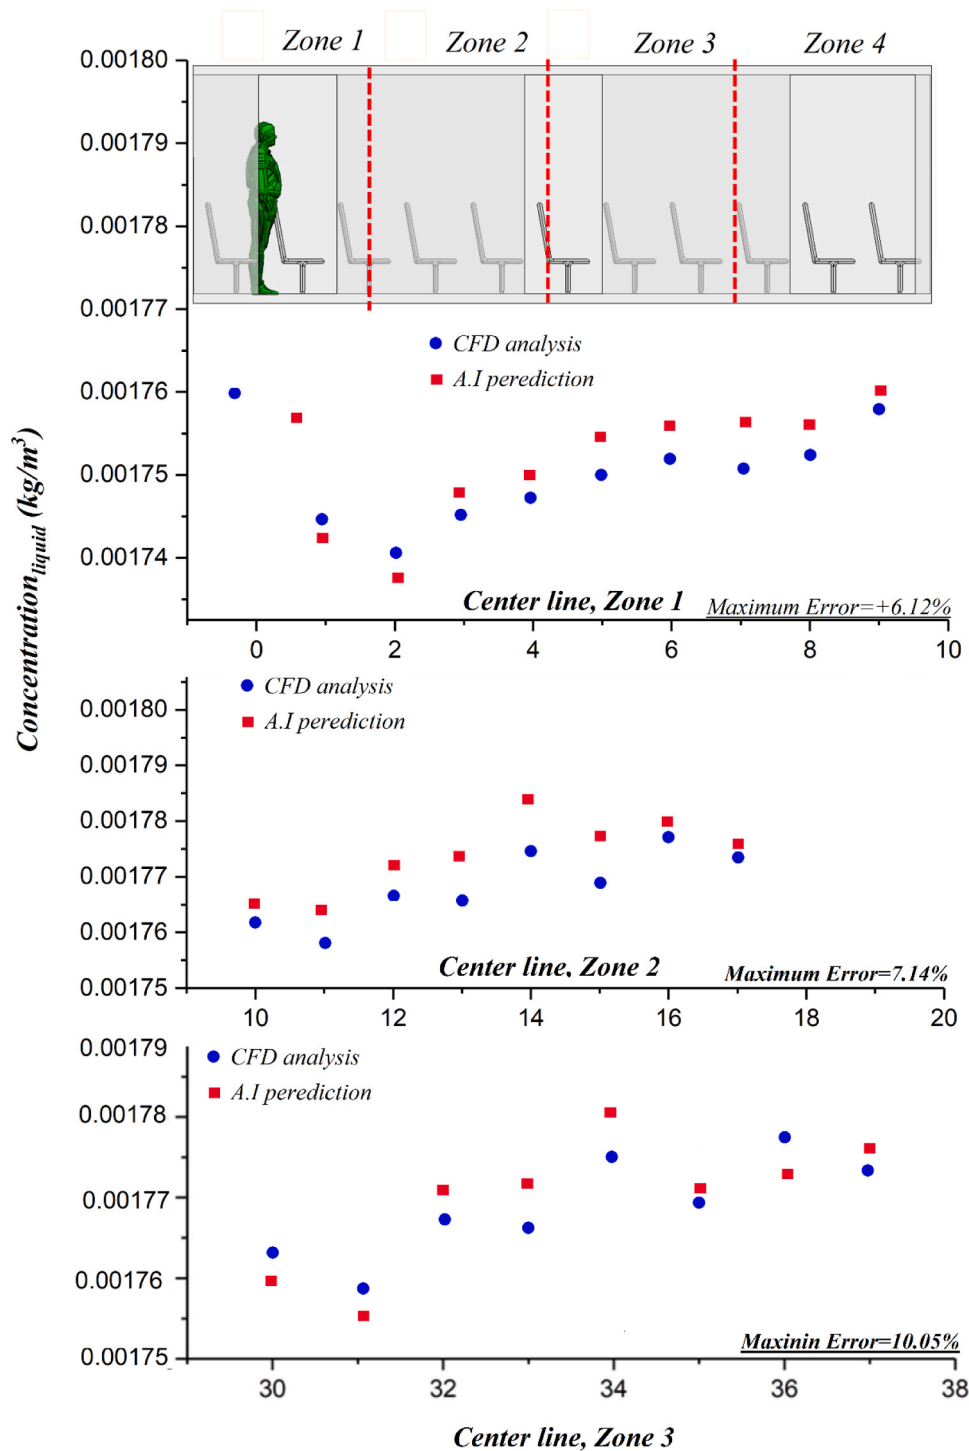 Zone 1 Zone 2 Zone 3 Zone 4
0.00180
0.00179
0.00178
0.00177
0.00176
0.00175
0.00174
CFD analysis
A.I perediction
Center line, Zone 1
Maximum Error=+6.12%
0 2 4 6 8 10
Concentration_liquid (kg/m³)
CFD analysis
A.I perediction
0.00180
0.00179
0.00178
0.00177
0.00176
0.00175
Center line, Zone 2
Maximum Error=7.14%
10 12 14 16 18 20
CFD analysis
A.I perediction
0.00179
0.00178
0.00177
0.00176
0.00175
Maxinin Error=10.05%
30 32 34 36 38
Center line, Zone 3